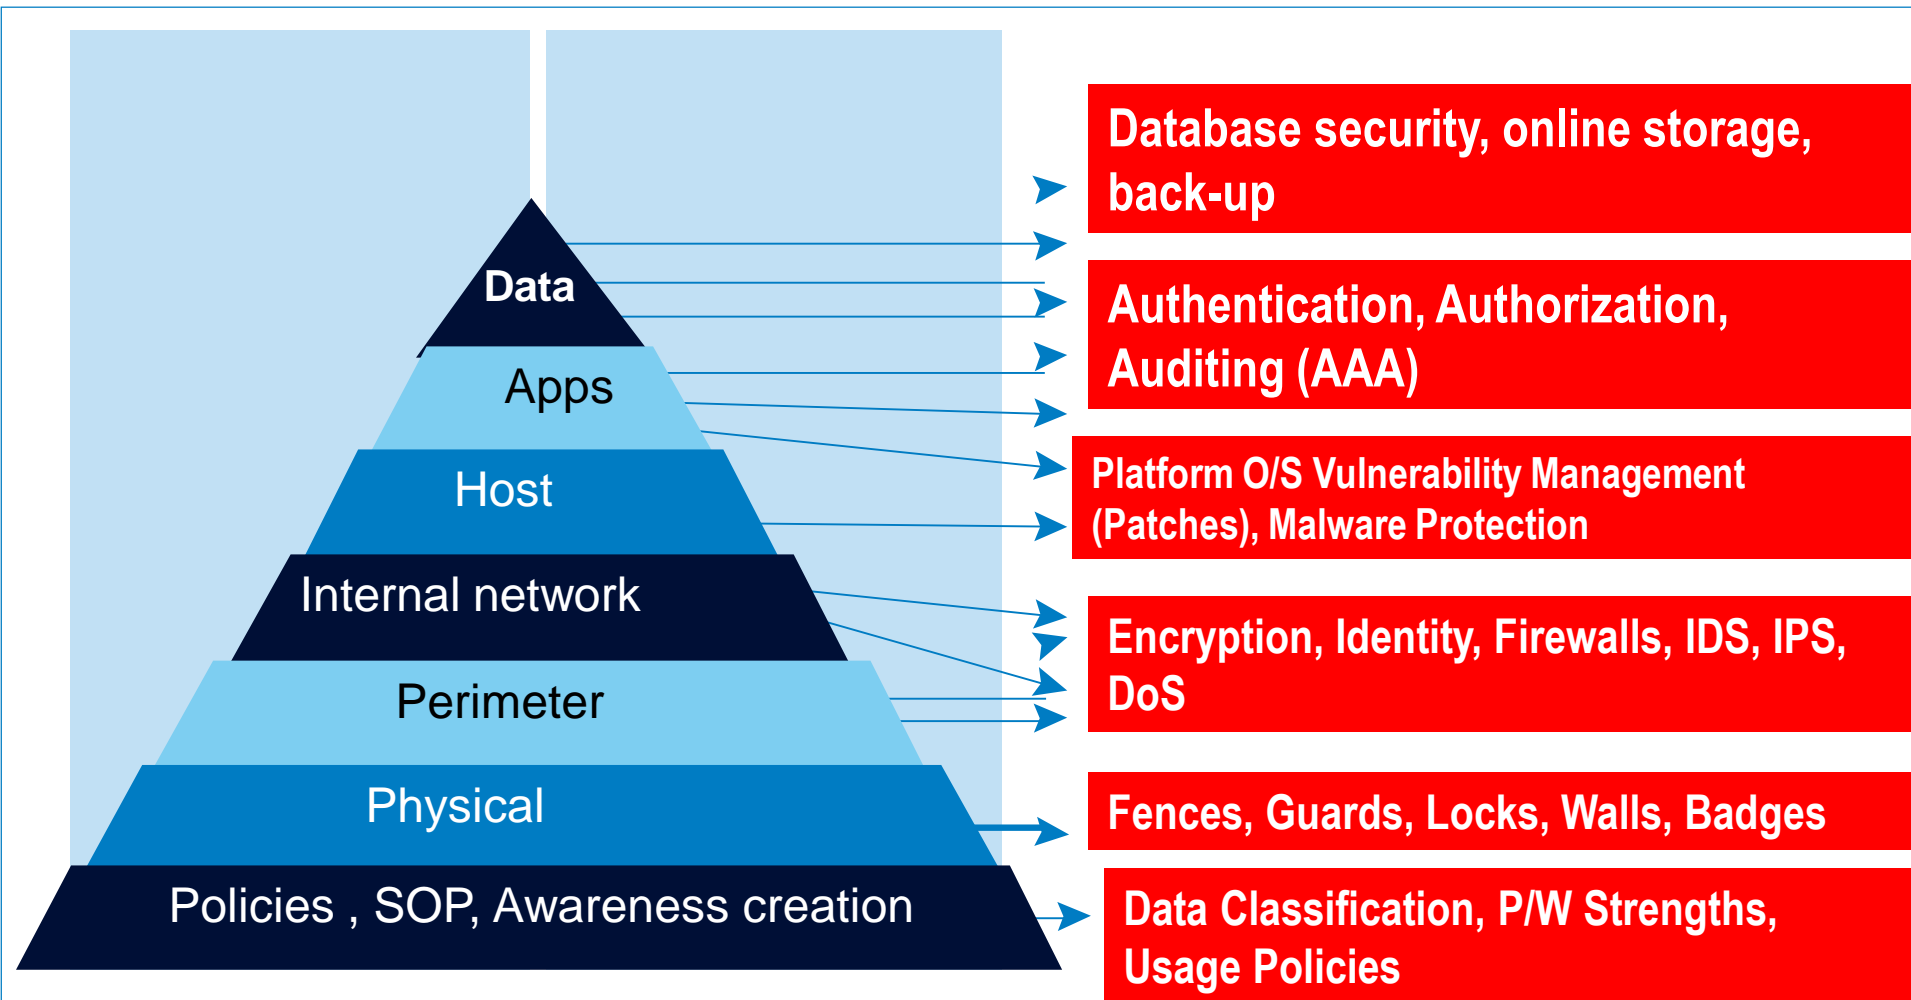 Data
Apps
Host
Internal network
Perimeter
Physical
Policies , SOP, Awareness creation
Database security, online storage,
back-up
Authentication, Authorization,
Auditing (AAA)
Platform O/S Vulnerability Management
(Patches), Malware Protection
Encryption, Identity, Firewalls, IDS, IPS,
DoS
Fences, Guards, Locks, Walls, Badges
Data Classification, P/W Strengths,
Usage Policies